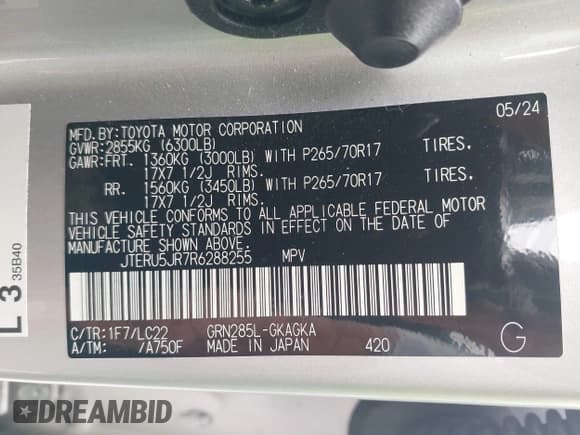 05/24
MFD.BY:TOYOTA MOTOR CORPORATION
GVWR:2855KG (6300LB)
GAWR:FRT. 1360KG (3000LB) WITH P265/70R17 TIRES,
17X7 1/2J RIMS.
RR. 1560KG (3450LB) WITH P265/70R17 TIRES,
17X7 1/2J RIMS.
THIS VEHICLE CONFORMS TO ALL APPLICABLE FEDERAL MOTOR
VEHICLE SAFETY STANDARDS IN EFFECT ON THE DATE OF
MANUFACTURE SHOWN ABOVE.
JTERU5JR7R6288255 MPV
C/TR:1F7/LC22 GRN285L-GKAGKA
A/TM: /A750F MADE IN JAPAN 420 G
L 3
35B40
DREAMBID